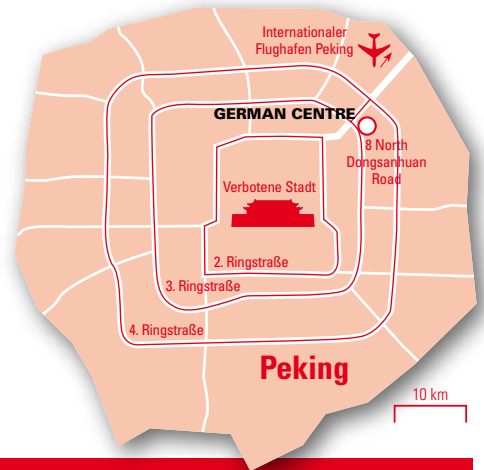 Internationaler
Flughafen Peking
GERMAN CENTRE
8 North
Dongsanhuan
Road
Verbotene Stadt
2. Ringstraße
3. Ringstraße
4. Ringstraße
Peking
10 km